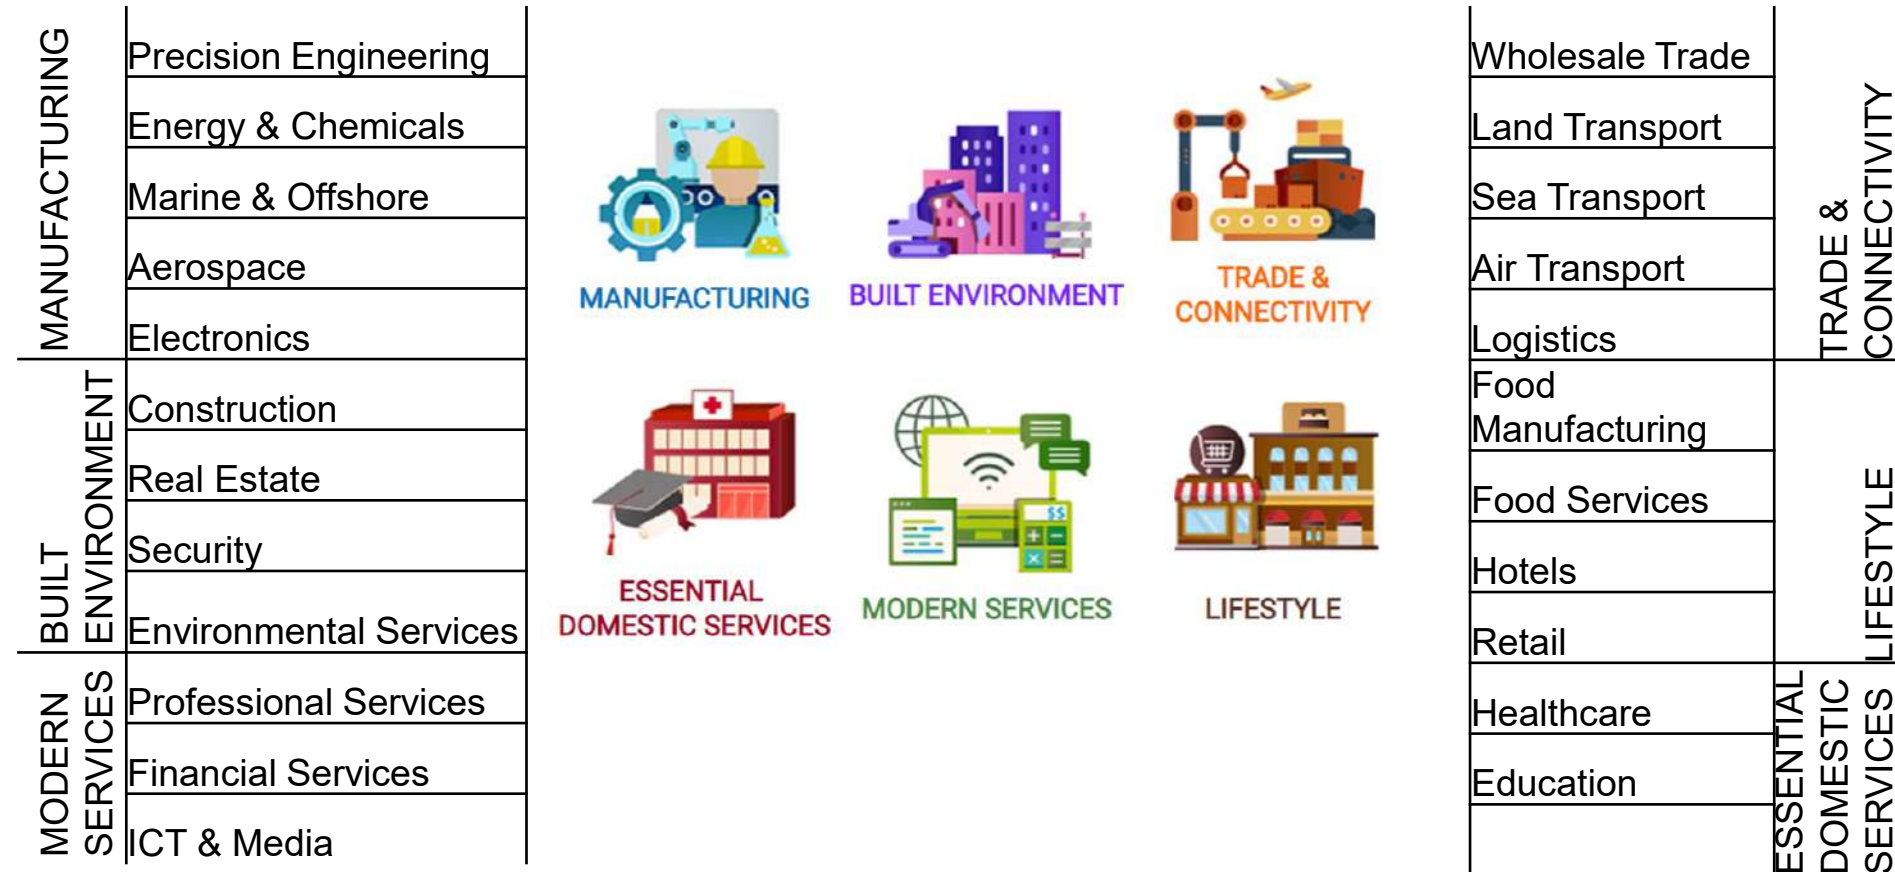 MANUFACTURING
Precision Engineering
Energy & Chemicals
Marine & Offshore
Aerospace
Electronics
BUILT
ENVIRONMENT
Construction
Real Estate
Security
Environmental Services
MODERN
SERVICES
Professional Services
Financial Services
ICT & Media
MANUFACTURING
BUILT ENVIRONMENT
TRADE &
CONNECTIVITY
ESSENTIAL
DOMESTIC SERVICES
$$
MODERN SERVICES
LIFESTYLE
Wholesale Trade
Land Transport
Sea Transport
Air Transport
Logistics
TRADE &
CONNECTIVITY
Food
Manufacturing
Food Services
Hotels
Retail
LIFESTYLE
Healthcare
Education
ESSENTIAL
DOMESTIC
SERVICES